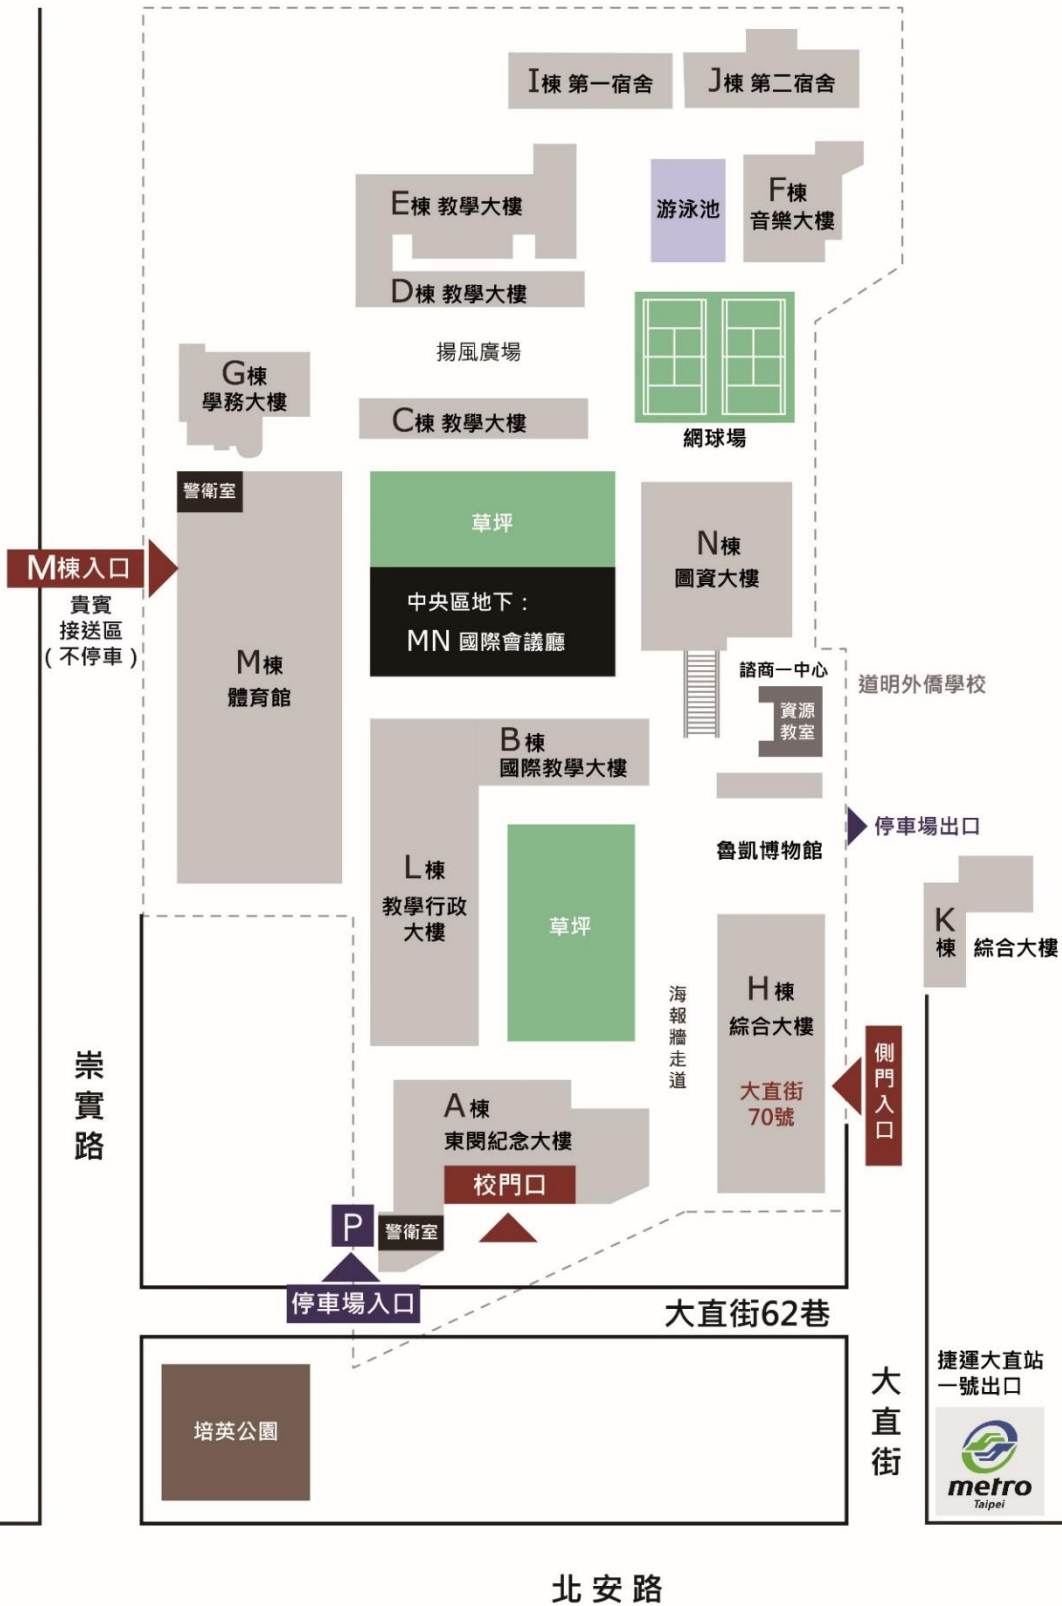 I棟 第一宿舍
J棟 第二宿舍
E棟 教學大樓
游泳池
F棟
音樂大樓
D棟 教學大樓
揚風廣場
G棟
學務大樓
C棟 教學大樓
網球場
警衛室
草坪
N棟
圖資大樓
M棟入口
貴賓
接送區
(不停車)
中央區地下：
MN 國際會議廳
M棟
體育館
諮商一中心
道明外僑學校
資源
教室
B棟
國際教學大樓
停車場出口
魯凱博物館
L棟
教學行政
大樓
草坪
K
棟 綜合大樓
H棟
綜合大樓
海報牆走道
側門入口
崇實路
大直街
70號
A棟
東閔紀念大樓
校門口
P
警衛室
停車場入口
大直街62巷
捷運大直站
一號出口
大直街
培英公園
metro
Taipei
北安路